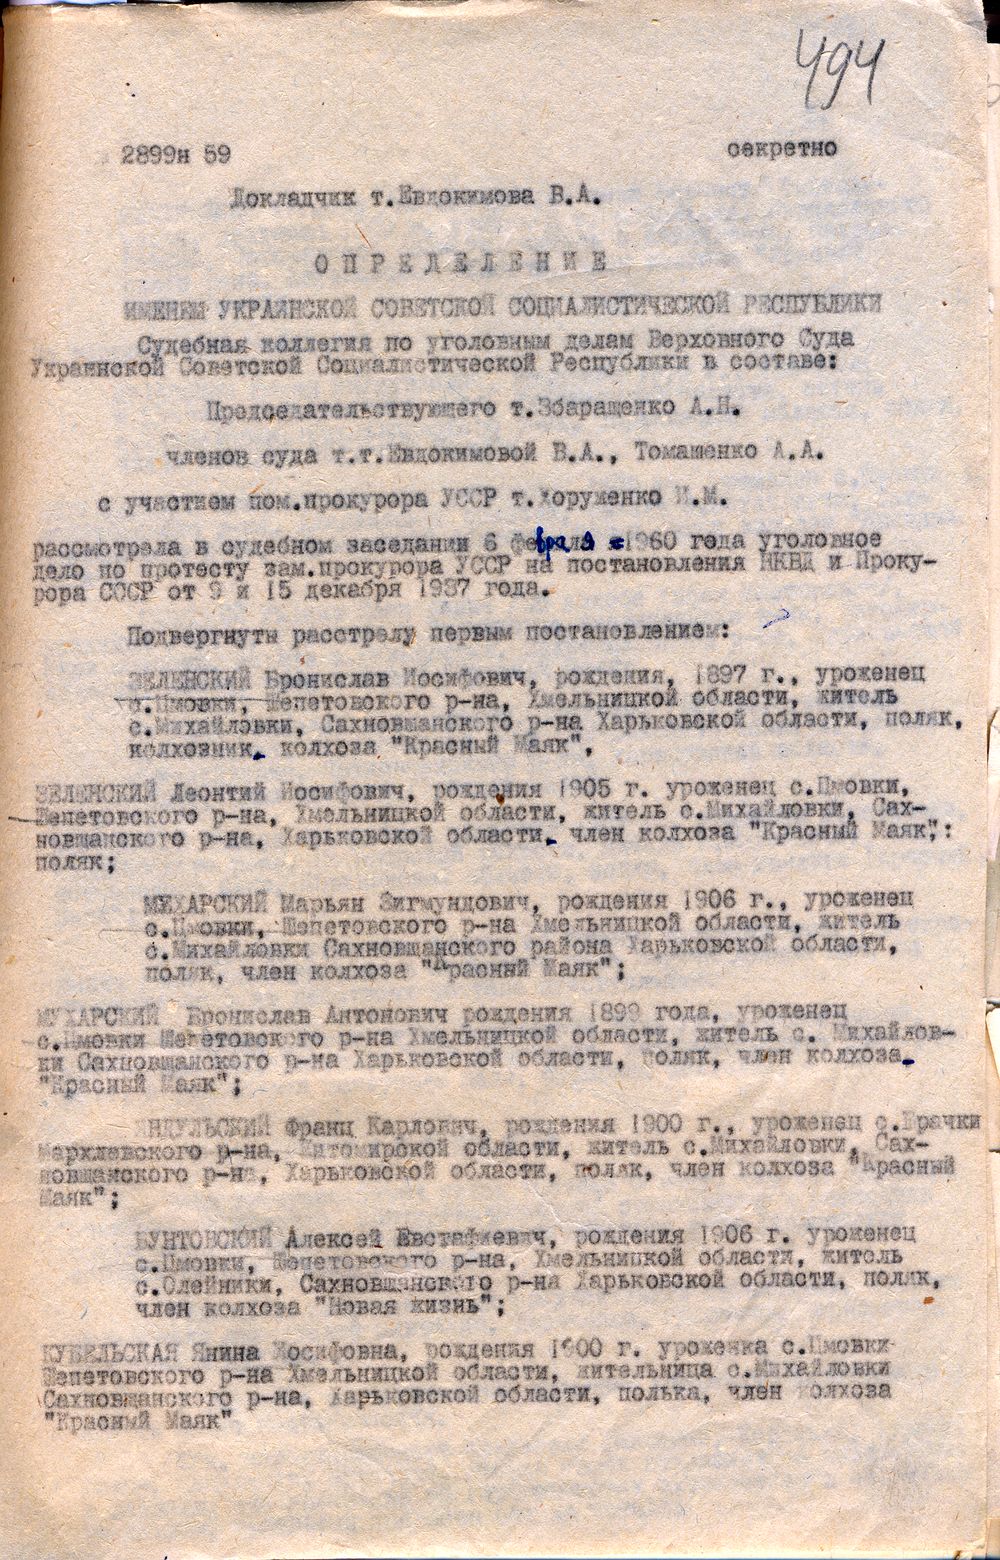 494
2899н 59
секретно
Докладчик т.Евдокимова В.А.
О П Р Е Д Е Л Е Н И Е
ИМЕНЕМ УКРАИНСКОЙ СОВЕТСКОЙ СОЦИАЛИСТИЧЕСКОЙ РЕСПУБЛИКИ
Судебная коллегия по уголовным делам Верховного Суда
Украинской Советской Социалистической Республики в составе:
Председательствующего т.Збаращенко А.Н.
членов суда т.т.Евдокимовой В.А., Томашенко А.А.
с участием пом.прокурора УССР т.Хоруженко И.М.
рассмотрела в судебном заседании 6 февраля 1960 года уголовное
дело по протесту зам.прокурора УССР на постановления НКВД и Проку-
рора СССР от 9 и 15 декабря 1937 года.
Подвергнуты расстрелу первым постановлением:
ЗЕЛЕНСКИЙ Бронислав Иосифович, рождения, 1897 г., уроженец
с.Цмовки, Шепетовского р-на, Хмельницкой области, житель
с.Михайловки, Сахновщанского р-на Харьковской области, поляк,
колхозник колхоза "Красный Маяк",
ЗЕЛЕНСКИЙ Леонтий Иосифович, рождения 1905 г. уроженец с.Цмовки,
Шепетовского р-на, Хмельницкой области, житель с.Михайловки, Сах-
новщанского р-на, Харьковской области, член колхоза "Красный Маяк",:
поляк;
МЕХАРСКИЙ Марьян Зигмундович, рождения 1906 г., уроженец
с.Цмовки, Шепетовского р-на Хмельницкой области, житель
с.Михайловки Сахновщанского района Харьковской области,
поляк, член колхоза "Красный Маяк";
МУХАРСКИЙ Бронислав Антонович рождения 1899 года, уроженец
с.Цмовки Шепетовского р-на Хмельницкой области, житель с. Михайлов-
ки Сахновщанского р-на Харьковской области, поляк, член колхоза
"Красный Маяк";
ЯНДУЛЬСКИЙ Франц Карлович, рождения 1900 г., уроженец с.Врачки
Мархлевского р-на, Житомирской области, житель с.Михайловки, Сах-
новщанского р-на, Харьковской области, поляк, член колхоза "Красный
Маяк";
БУНТОВСКИЙ Алексей Евстафиевич, рождения 1906 г. уроженец
с.Цмовки, Шепетовского р-на, Хмельницкой области, житель
с.Олейники, Сахновщанского р-на Харьковской области, поляк,
член колхоза "Новая жизнь";
КУБЕЛЬСКАЯ Янина Иосифовна, рождения 1900 г. уроженка с.Цмовки
Шепетовского р-на Хмельницкой области, жительница с.Михайловки
Сахновщанского р-на, Харьковской области, полька, член колхоза
"Красный Маяк"